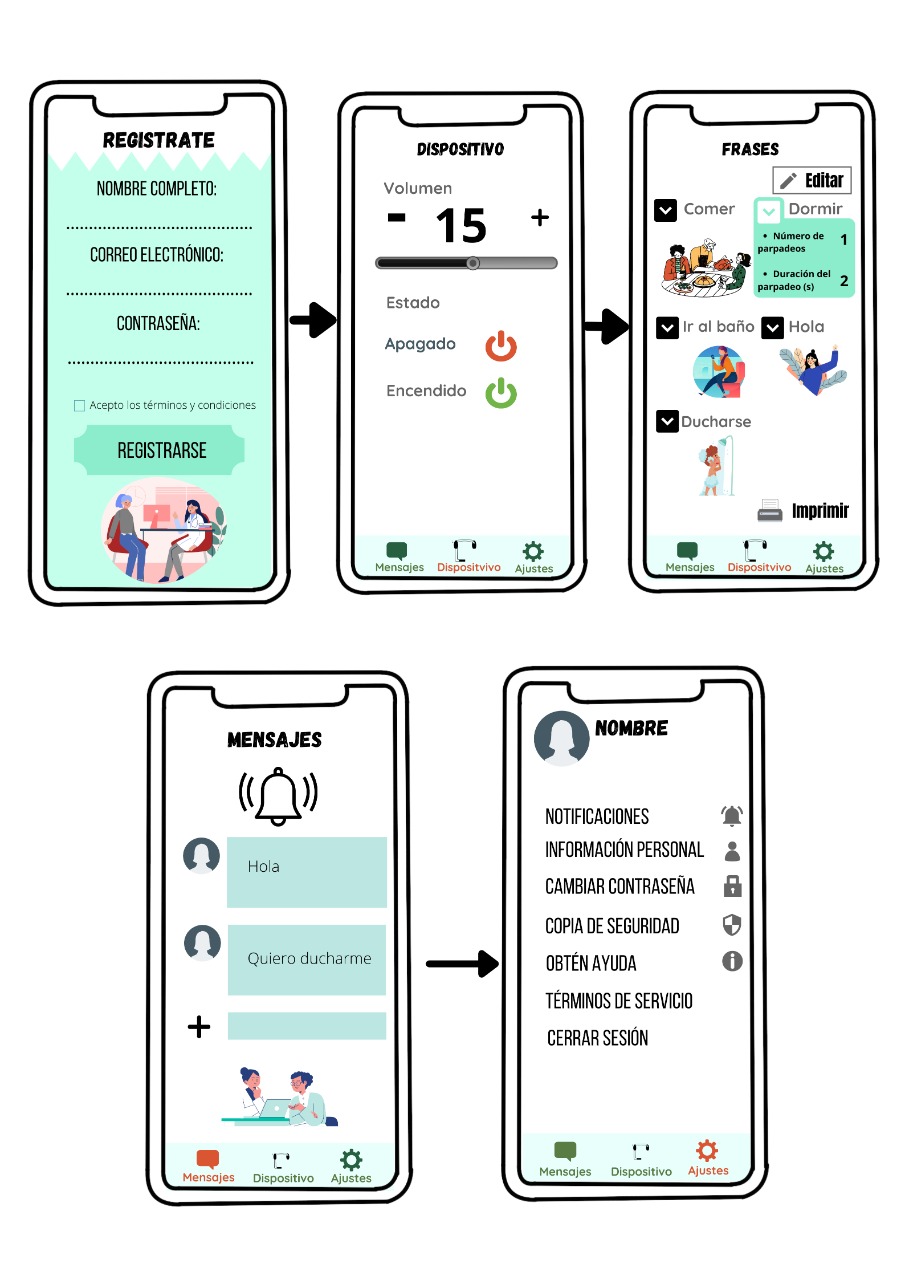 REGISTRATE
NOMBRE COMPLETO:
CORREO ELECTRÓNICO:
CONTRASEÑA:
Acepto los términos y condiciones
REGISTRARSE
DISPOSITIVO
Volumen
- 15 +
Estado
Apagado
Encendido
Mensajes Dispositvivo Ajustes
FRASES
Editar
Comer Dormir
• Número de
parpadeos 1
• Duración del
parpadeo (s) 2
Ir al baño Hola
Ducharse
Imprimir
Mensajes Dispositvivo Ajustes
MENSAJES
Hola
Quiero ducharme
+
Mensajes Dispositivo Ajustes
NOMBRE
NOTIFICACIONES
INFORMACIÓN PERSONAL
CAMBIAR CONTRASEÑA
COPIA DE SEGURIDAD
OBTÉN AYUDA
TÉRMINOS DE SERVICIO
CERRAR SESIÓN
Mensajes Dispositivo Ajustes